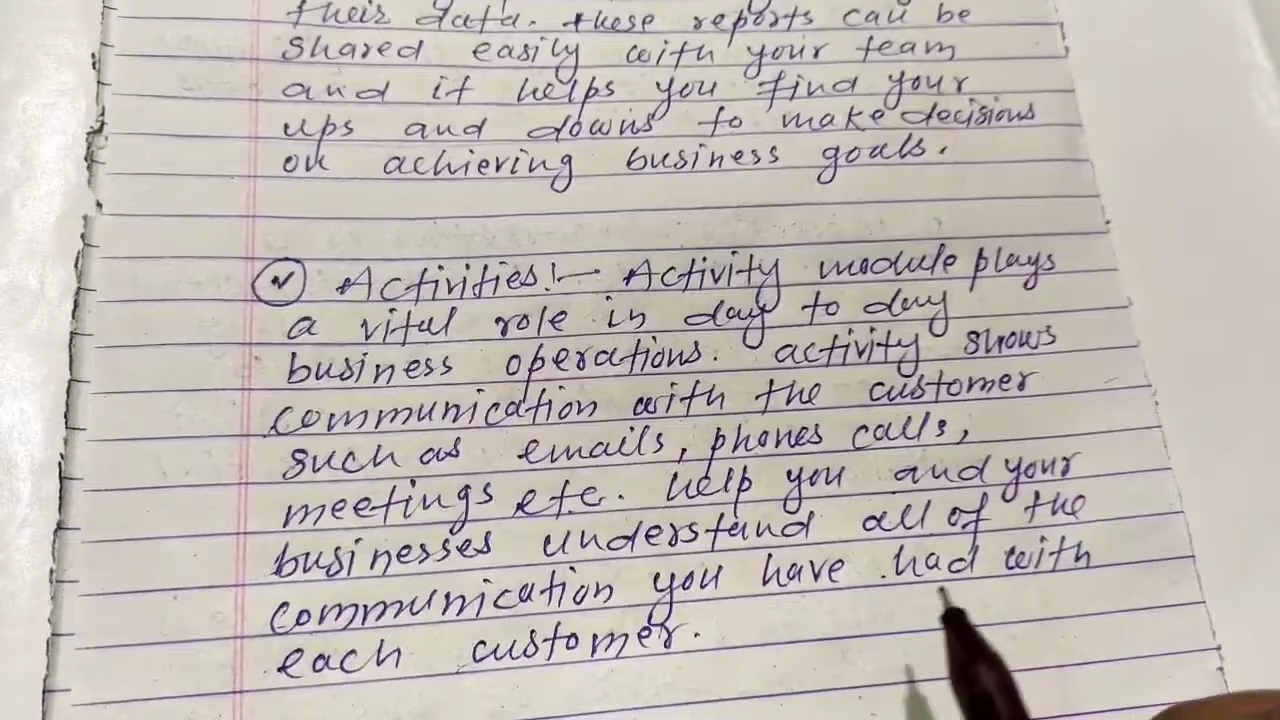 their data. these reports can be
shared easily with your team
and it helps you find your
ups and downs to make decisions
on achieving business goals.
Activities:- Activity module plays
a vital role in day to day
business operations. activity shows
communication with the customer
such as emails, phones calls,
meetings etc. help you and your
businesses understand all of the
communication you have had with
each customer.